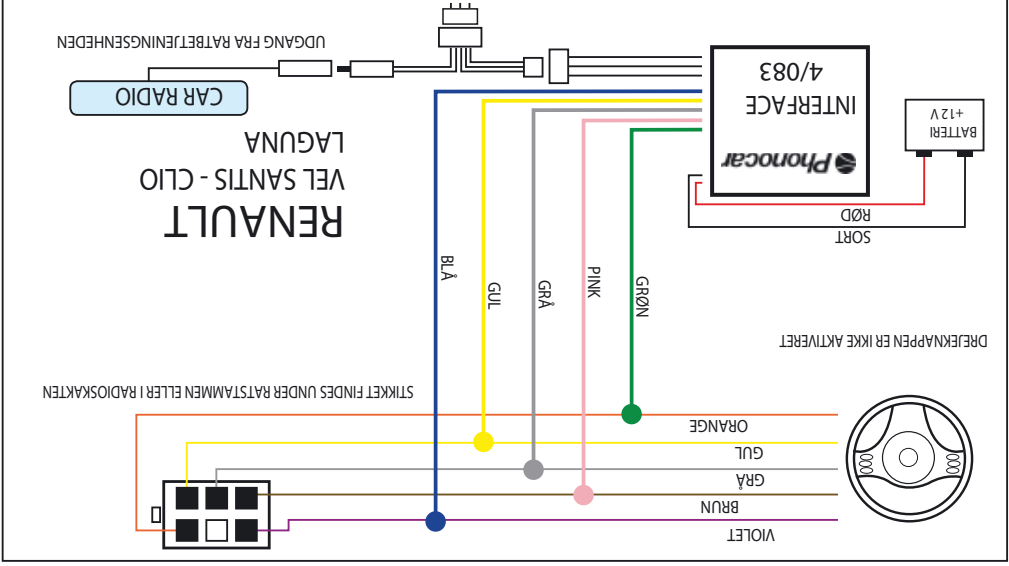 VIOLET
BRUN
GRÅ
GUL
ORANGE
STIKKET FINDES UNDER RATSTAMMEN ELLER I RADIOSKAKTEN
DREJEKNAPPEN ER IKKE AKTIVERET
GRØN
PINK
GRÅ
GUL
BLÅ
SORT
RØD
RENAULT
VEL SANTIS - CLIO
LAGUNA
Phonocar
INTERFACE
4/083
BATTERI
+12 V
CAR RADIO
UDGANG FRA RATBETJENINGSENHEDEN